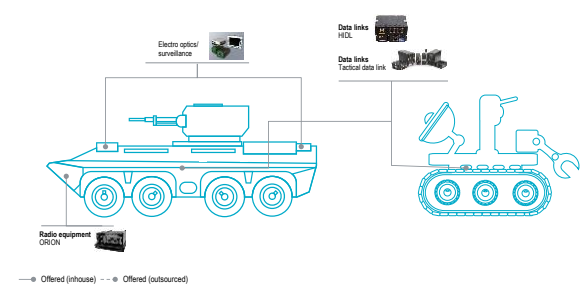 Electro optics/
surveillance
Data links
HIDL
Data links
Tactical data link
Radio equipment
ORION
Offered (inhouse)
Offered (outsourced)